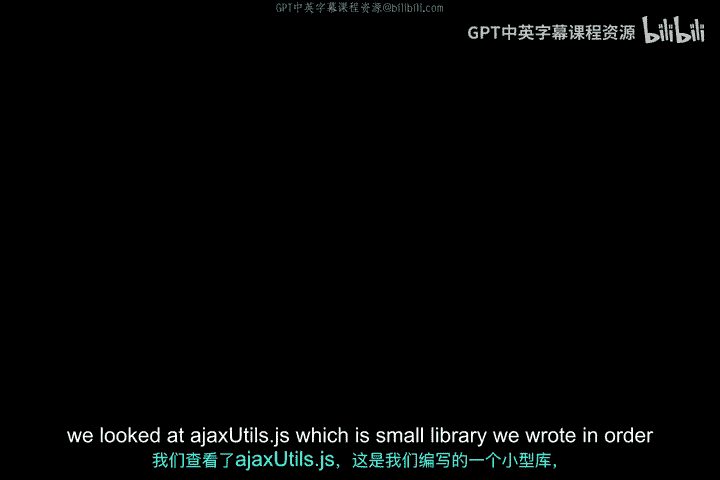 GPT中英字幕课程资源@bilibili.com
GPT中英字幕课程资源 bilibili
we looked at ajaxUtils.js which is small library we wrote in order
我们查看了ajaxUtils.js，这是我们编写的一个小型库，